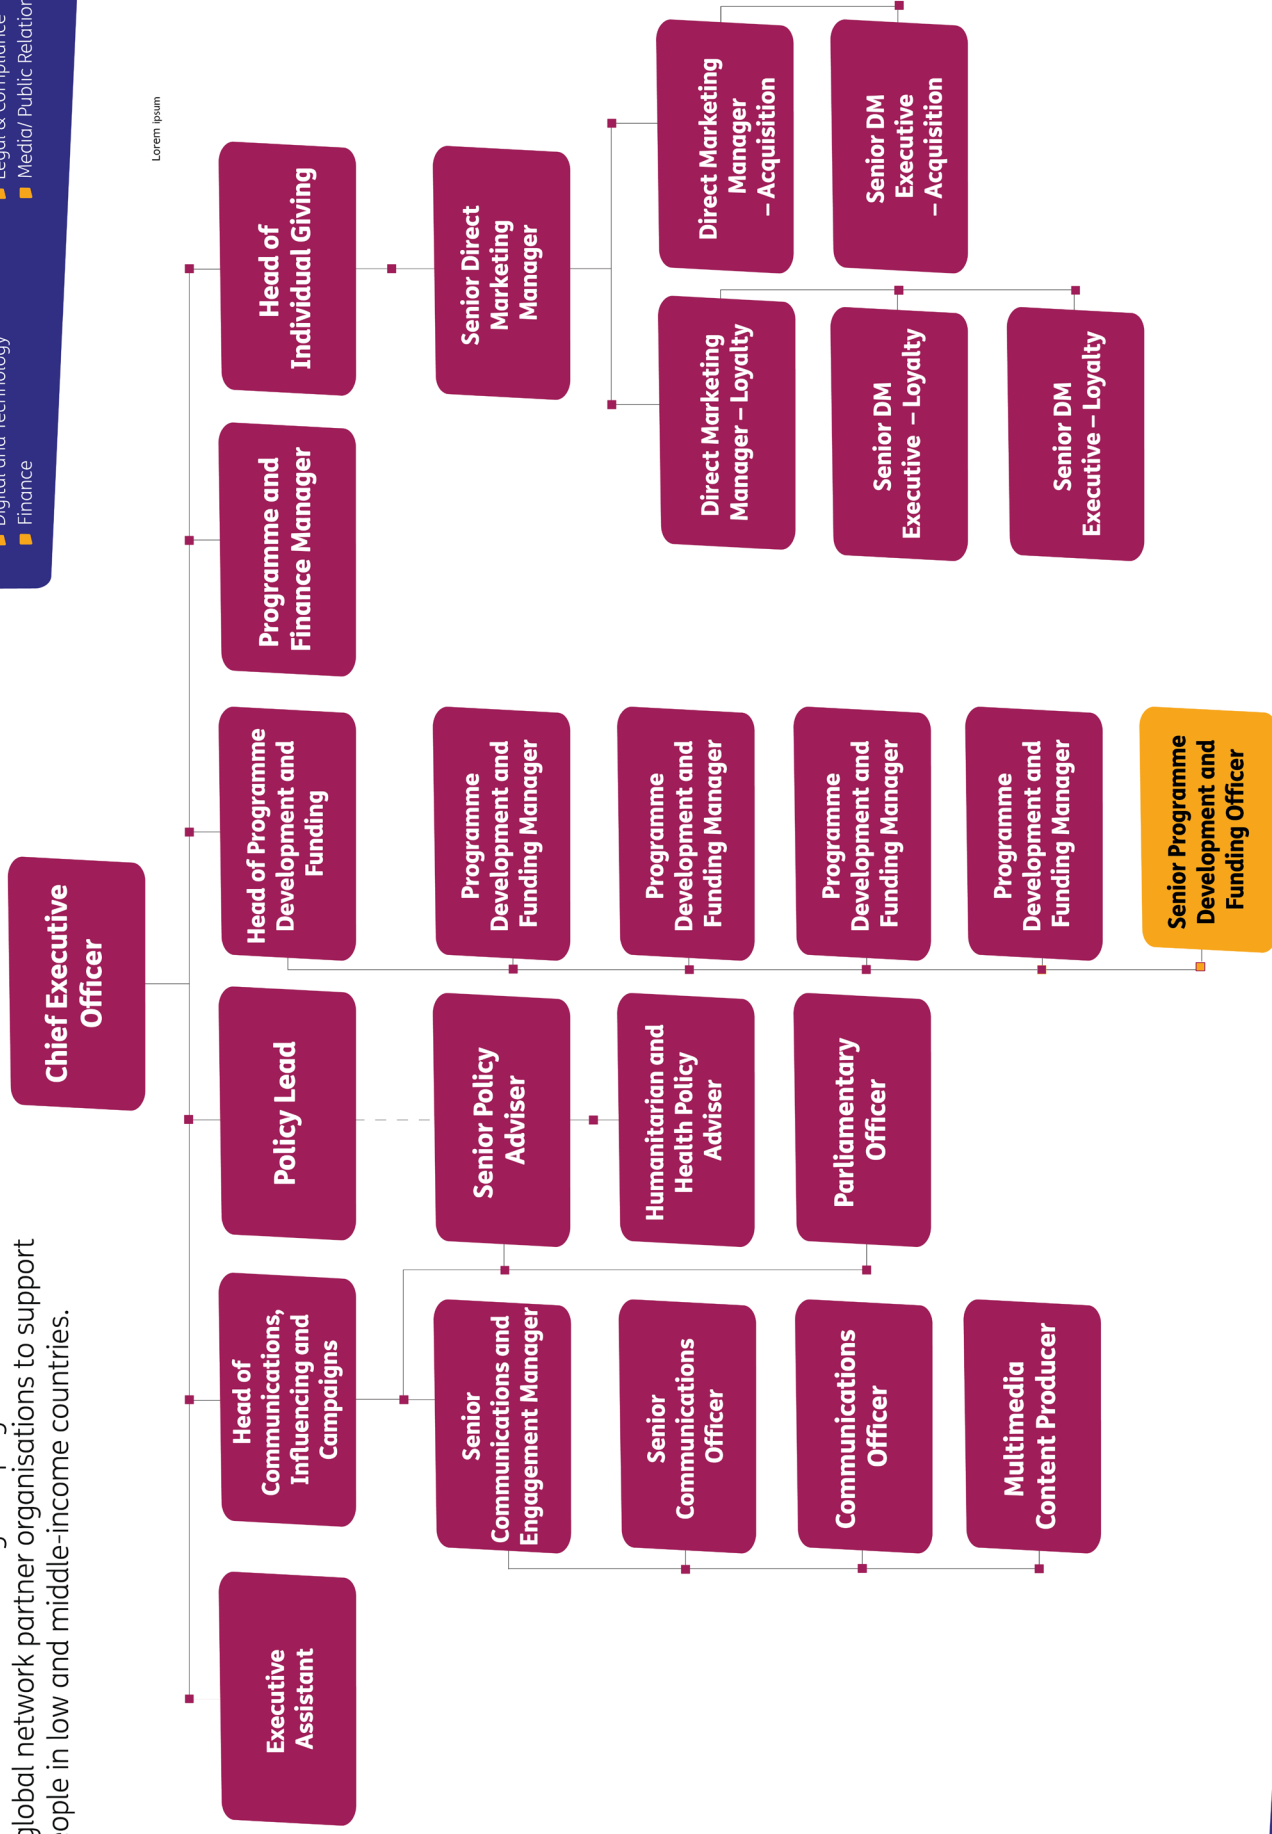 global network partner organisations to support
people in low and middle-income countries.
Digital and Technology
Finance
Legal & Compliance
Media/ Public Relation
Lorem ipsum
Chief Executive
Officer
Executive
Assistant
Head of
Communications,
Influencing and
Campaigns
Policy Lead
Head of Programme
Development and
Funding
Programme and
Finance Manager
Head of
Individual Giving
Senior
Communications and
Engagement Manager
Senior
Communications
Officer
Communications
Officer
Multimedia
Content Producer
Senior Policy
Adviser
Humanitarian and
Health Policy
Adviser
Parliamentary
Officer
Programme
Development and
Funding Manager
Programme
Development and
Funding Manager
Programme
Development and
Funding Manager
Programme
Development and
Funding Manager
Senior Programme
Development and
Funding Officer
Senior Direct
Marketing
Manager
Direct Marketing
Manager – Loyalty
Senior DM
Executive – Loyalty
Senior DM
Executive – Loyalty
Direct Marketing
Manager
– Acquisition
Senior DM
Executive
– Acquisition